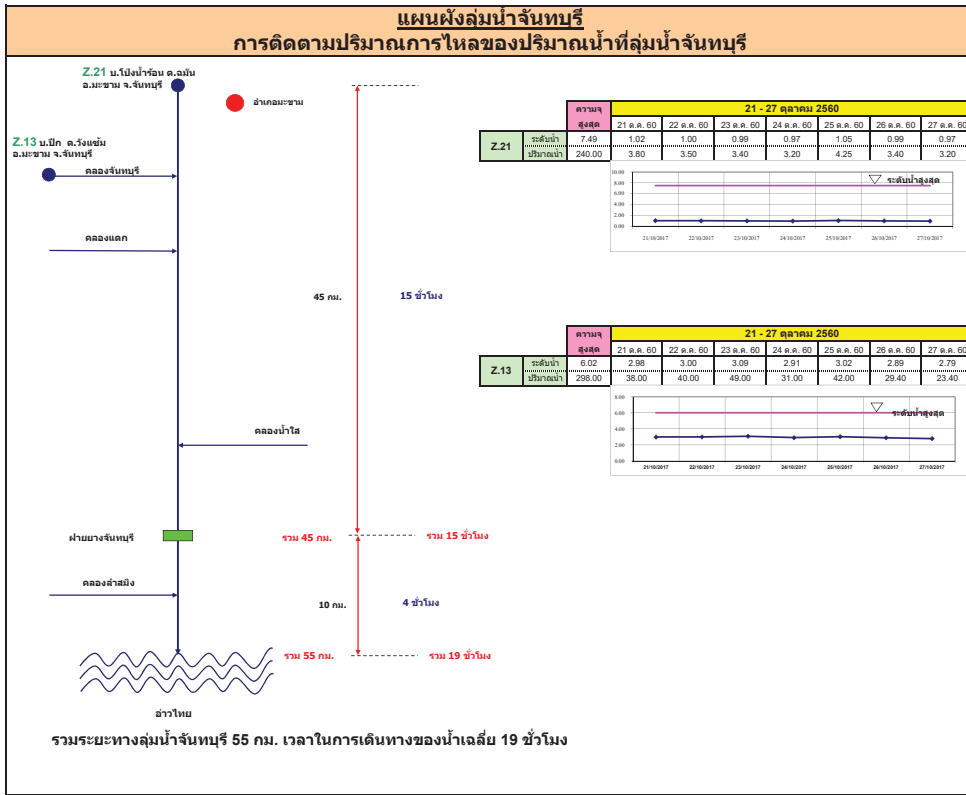 แผนผังลุ่มน้ำจันทบุรี
การติดตามปริมาณการไหลของปริมาณน้ำที่ลุ่มน้ำจันทบุรี
Z.21 บ.โป่งน้ำร้อน ต.ฉมัน
อ.มะขาม จ.จันทบุรี
อำเภอมะขาม
Z.13 บ.ปึก ต.วังแซ้ม
อ.มะขาม จ.จันทบุรี
คลองจันทบุรี
คลองแตก
45 กม. 15 ชั่วโมง
คลองน้ำใส
ฝายยางจันทบุรี
รวม 45 กม. รวม 15 ชั่วโมง
คลองลำสมิง
10 กม. 4 ชั่วโมง
รวม 55 กม. รวม 19 ชั่วโมง
อ่าวไทย
รวมระยะทางลุ่มน้ำจันทบุรี 55 กม. เวลาในการเดินทางของน้ำเฉลี่ย 19 ชั่วโมง
ความจุ 21 - 27 ตุลาคม 2560
สูงสุด 21 ต.ค. 60 22 ต.ค. 60 23 ต.ค. 60 24 ต.ค. 60 25 ต.ค. 60 26 ต.ค. 60 27 ต.ค. 60
Z.21 ระดับน้ำ 7.49 1.02 1.00 0.99 0.97 1.05 0.99 0.97
ปริมาณน้ำ 240.00 3.80 3.50 3.40 3.20 4.25 3.40 3.20
10.00
8.00
6.00
4.00
2.00
0.00
ระดับน้ำสูงสุด
21/10/2017 22/10/2017 23/10/2017 24/10/2017 25/10/2017 26/10/2017 27/10/2017
ความจุ 21 - 27 ตุลาคม 2560
สูงสุด 21 ต.ค. 60 22 ต.ค. 60 23 ต.ค. 60 24 ต.ค. 60 25 ต.ค. 60 26 ต.ค. 60 27 ต.ค. 60
Z.13 ระดับน้ำ 6.02 2.98 3.00 3.09 2.91 3.02 2.89 2.79
ปริมาณน้ำ 298.00 38.00 40.00 49.00 31.00 42.00 29.40 23.40
8.00
6.00
4.00
2.00
0.00
ระดับน้ำสูงสุด
21/10/2017 22/10/2017 23/10/2017 24/10/2017 25/10/2017 26/10/2017 27/10/2017